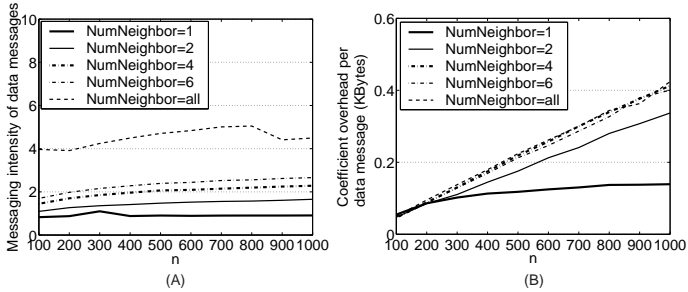 Messaging intensity of data messages
10
8
6
4
2
0
NumNeighbor=1
NumNeighbor=2
NumNeighbor=4
NumNeighbor=6
NumNeighbor=all
100 200 300 400 500 600 700 800 900 1000
n
(A)
Coefficient overhead per
data message (KBytes)
0.6
0.4
0.2
0
NumNeighbor=1
NumNeighbor=2
NumNeighbor=4
NumNeighbor=6
NumNeighbor=all
100 200 300 400 500 600 700 800 900 1000
n
(B)